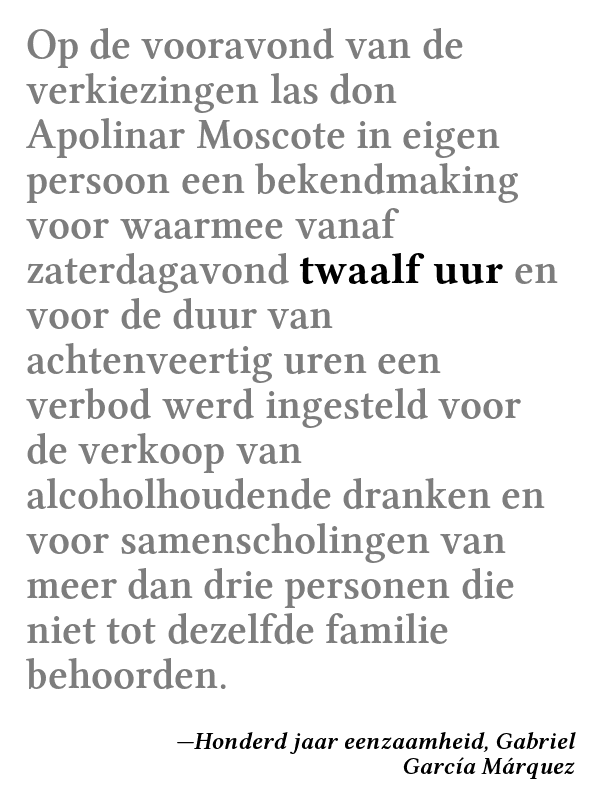 Op de vooravond van de
verkiezingen las don
Apolinar Moscote in eigen
persoon een bekendmaking
voor waarmee vanaf
zaterdagavond twaalf uur en
voor de duur van
achtenveertig uren een
verbod werd ingesteld voor
de verkoop van
alcoholhoudende dranken en
voor samenscholingen van
meer dan drie personen die
niet tot dezelfde familie
behoorden.
—Honderd jaar eenzaamheid, Gabriel
García Márquez